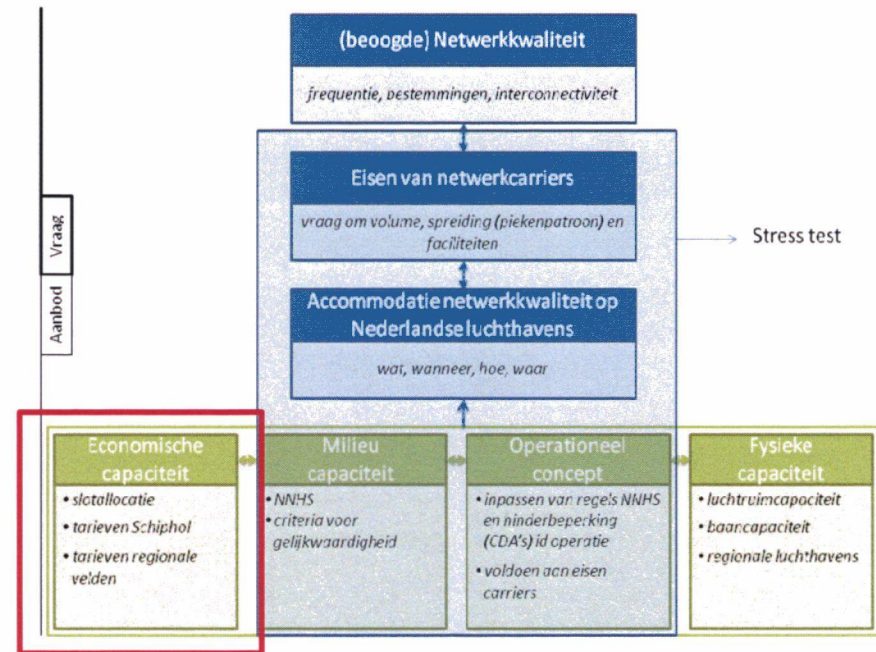 (beoogde) Netwerkkwaliteit
frequentie, bestemmingen, interconnectiviteit
Eisen van netwerkcarriers
vraag om volume, spreiding (piekenpatroon) en
faciliteiten
Stress test
Vraag
Aanbod
Accommodatie netwerkkwaliteit op
Nederlandse luchthavens
wat, wanneer, hoe, waar
Economische
capaciteit
• slotallocatie
• tarieven Schiphol
• tarieven regionale
velden
Milieu
capaciteit
• NNHS
• criteria voor
gelijkwaardigheid
Operationeel
concept
• inpassen van regels NNHS
en hinderbeperking
(CDA's) id operatie
• voldoen aan eisen
carriers
Fysieke
capaciteit
• luchtruimcapaciteit
• baancapaciteit
• regionale luchthavens